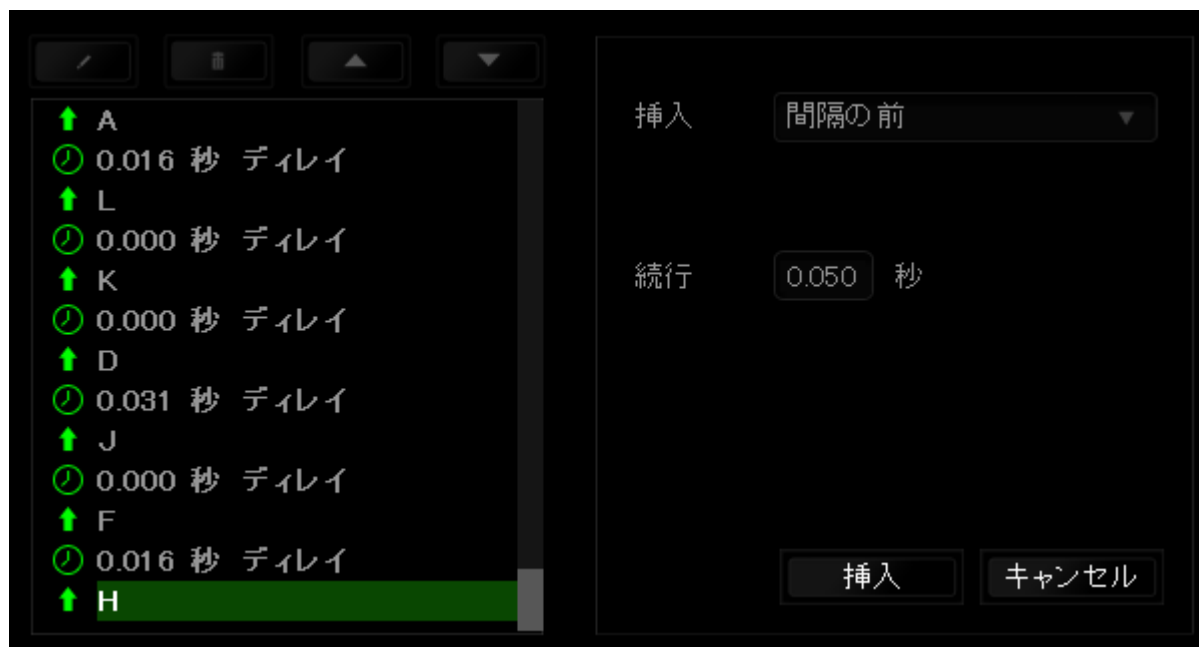 A
0.016 秒 ディレイ
L
0.000 秒 ディレイ
K
0.000 秒 ディレイ
D
0.031 秒 ディレイ
J
0.000 秒 ディレイ
F
0.016 秒 ディレイ
H
挿入 間隔の前
続行 0.050 秒
挿入 キャンセル